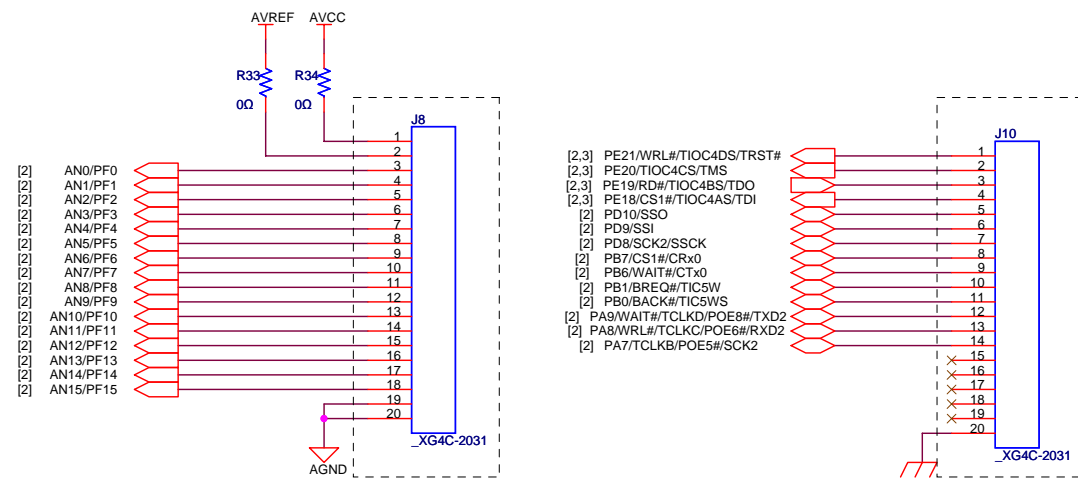 AVREF AVCC
R33 R34
0Ω 0Ω
J8
1
2
[2] AN0/PF0 3
[2] AN1/PF1 4
[2] AN2/PF2 5
[2] AN3/PF3 6
[2] AN4/PF4 7
[2] AN5/PF5 8
[2] AN6/PF6 9
[2] AN7/PF7 10
[2] AN8/PF8 11
[2] AN9/PF9 12
[2] AN10/PF10 13
[2] AN11/PF11 14
[2] AN12/PF12 15
[2] AN13/PF13 16
[2] AN14/PF14 17
[2] AN15/PF15 18
19
20
_XG4C-2031
AGND
J10
[2,3] PE21/WRL#/TIOC4DS/TRST# 1
[2,3] PE20/TIOC4CS/TMS 2
[2,3] PE19/RD#/TIOC4BS/TDO 3
[2,3] PE18/CS1#/TIOC4AS/TDI 4
[2] PD10/SSO 5
[2] PD9/SSI 6
[2] PD8/SCK2/SSCK 7
[2] PB7/CS1#/CRx0 8
[2] PB6/WAIT#/CTx0 9
[2] PB1/BREQ#/TIC5W 10
[2] PB0/BACK#/TIC5WS 11
[2] PA9/WAIT#/TCLKD/POE8#/TXD2 12
[2] PA8/WRL#/TCLKC/POE6#/RXD2 13
[2] PA7/TCLKB/POE5#/SCK2 14
15
16
17
18
19
20
_XG4C-2031